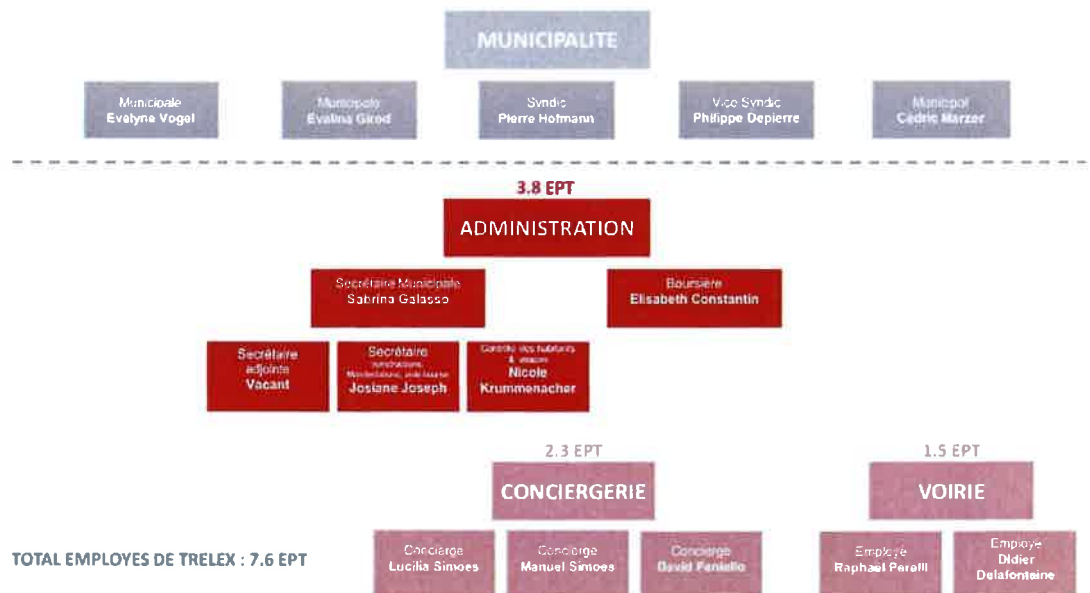 MUNICIPALITE
Municipale
Evelyne Vogel
Municipale
Evalina Girod
Syndic
Pierre Hofmann
Vice Syndic
Philippe Depierre
Municipal
Cédric Marzer
3.8 EPT
ADMINISTRATION
Secrétaire Municipale
Sabrina Galasso
Boursière
Elisabeth Constantin
Secrétaire
adjointe
Vacant
Secrétaire
constructions,
Josiane Joseph
Contrôle des habitants
Nicole
Krummenacher
2.3 EPT
CONCIERGERIE
1.5 EPT
VOIRIE
TOTAL EMPLOYES DE TRELEX : 7.6 EPT
Concierge
Lucilia Simoes
Concierge
Manuel Simoes
Concierge
David
Employé
Raphaël
Employé
Didier
Delafontaine